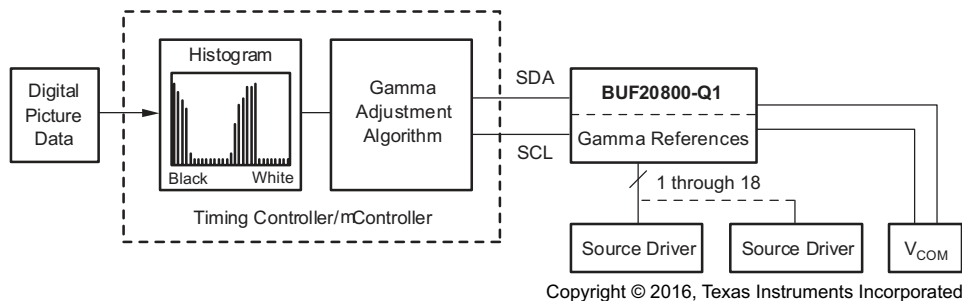 Digital
Picture
Data
Histogram
Black White
Gamma
Adjustment
Algorithm
Timing Controller/mController
SDA
SCL
BUF20800-Q1
Gamma References
1 through 18
Source Driver
Source Driver
VCOM
Copyright © 2016, Texas Instruments Incorporated